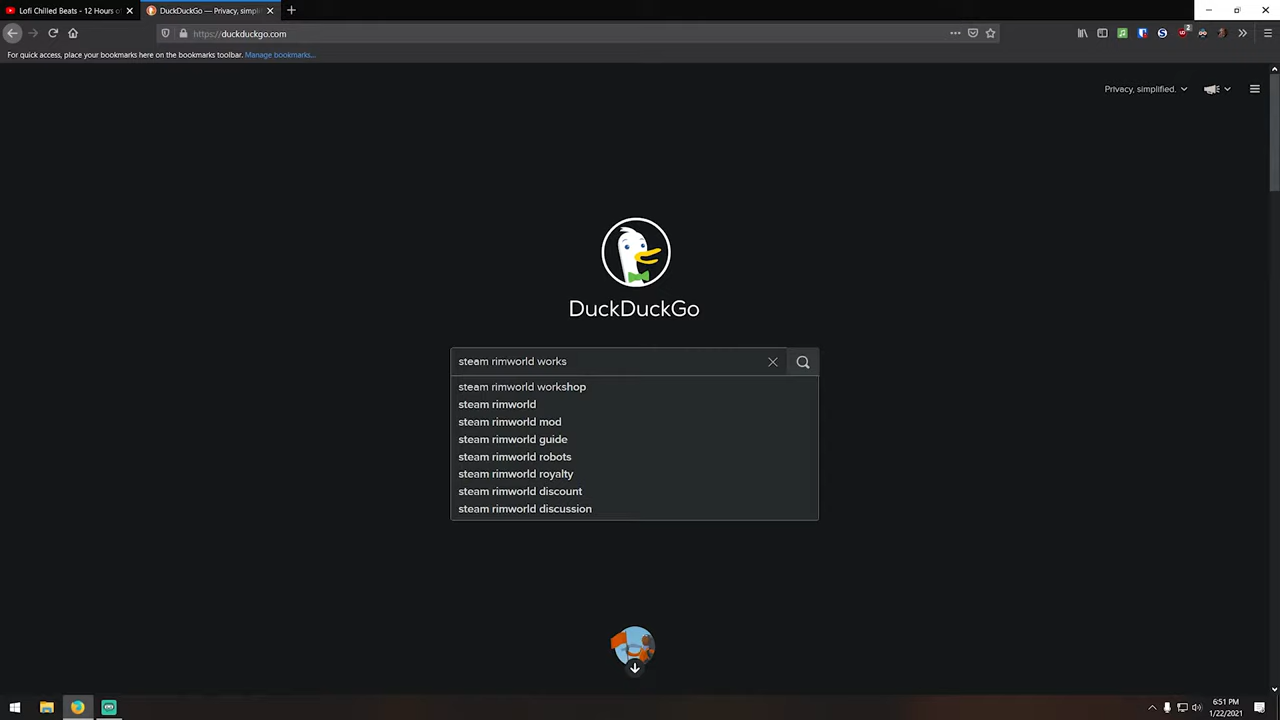 Lofi Chilled Beats - 12 Hours of
DuckDuckGo — Privacy, simpli
https://duckduckgo.com
2
For quick access, place your bookmarks here on the bookmarks toolbar. Manage bookmarks...
Privacy, simplified.
DuckDuckGo
steam rimworld works
steam rimworld workshop
steam rimworld
steam rimworld mod
steam rimworld guide
steam rimworld robots
steam rimworld royalty
steam rimworld discount
steam rimworld discussion
6:51 PM
1/22/2021